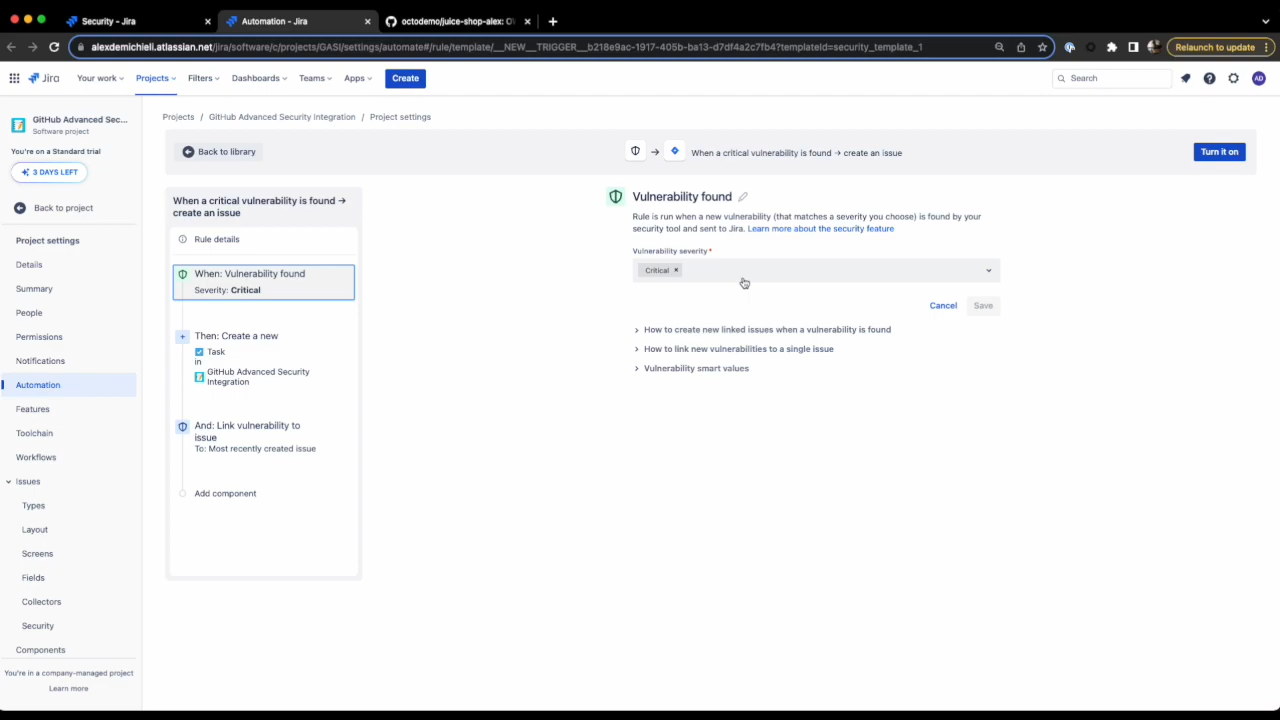 Security - Jira
Automation - Jira
octodemo/juice-shop-alex: OW
alexdemichieli.atlassian.net/jira/software/c/projects/GASI/settings/automate#/rule/template/__NEW__TRIGGER__b218e9ac-1917-405b-ba13-d7df4a2c7fb4?templateId=security_template_1
Relaunch to update
Jira
Your work
Projects
Filters
Dashboards
Teams
Apps
Create
Search
AD
GitHub Advanced Sec...
Software project
You're on a Standard trial
3 DAYS LEFT
Back to project
Project settings
Details
Summary
People
Permissions
Notifications
Automation
Features
Toolchain
Workflows
Issues
Types
Layout
Screens
Fields
Collectors
Security
Components
You're in a company-managed project
Learn more
Projects / GitHub Advanced Security Integration / Project settings
Back to library
When a critical vulnerability is found → create an issue
Turn it on
When a critical vulnerability is found →
create an issue
Rule details
When: Vulnerability found
Severity: Critical
Then: Create a new
Task
in
GitHub Advanced Security
Integration
And: Link vulnerability to
issue
To: Most recently created issue
Add component
Vulnerability found
Rule is run when a new vulnerability (that matches a severity you choose) is found by your
security tool and sent to Jira. Learn more about the security feature
Vulnerability severity *
Critical
Cancel
Save
How to create new linked issues when a vulnerability is found
How to link new vulnerabilities to a single issue
Vulnerability smart values